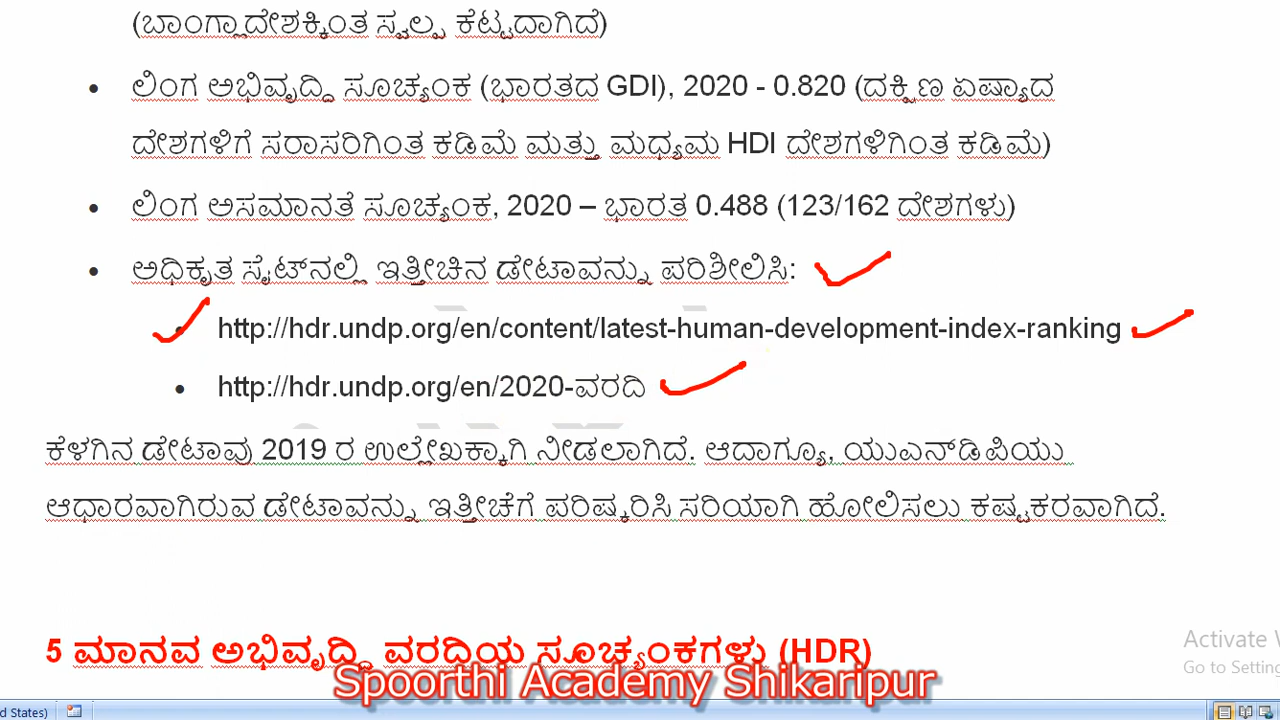 (ಬಾಂಗ್ಲಾದೇಶಕ್ಕಿಂತ ಸ್ವಲ್ಪ ಕೆಟ್ಟದಾಗಿದೆ)
• ಲಿಂಗ ಅಭಿವೃದ್ಧಿ ಸೂಚ್ಯಂಕ (ಭಾರತದ GDI), 2020 - 0.820 (ದಕ್ಷಿಣ ಏಷ್ಯಾದ
ದೇಶಗಳಿಗೆ ಸರಾಸರಿಗಿಂತ ಕಡಿಮೆ ಮತ್ತು ಮಧ್ಯಮ HDI ದೇಶಗಳಿಗಿಂತ ಕಡಿಮೆ)
• ಲಿಂಗ ಅಸಮಾನತೆ ಸೂಚ್ಯಂಕ, 2020 – ಭಾರತ 0.488 (123/162 ದೇಶಗಳು)
• ಅಧಿಕೃತ ಸೈಟ್‌ನಲ್ಲಿ ಇತ್ತೀಚಿನ ಡೇಟಾವನ್ನು ಪರಿಶೀಲಿಸಿ:
• http://hdr.undp.org/en/content/latest-human-development-index-ranking
• http://hdr.undp.org/en/2020-ವರದಿ
ಕೆಳಗಿನ ಡೇಟಾವು 2019 ರ ಉಲ್ಲೇಖಕ್ಕಾಗಿ ನೀಡಲಾಗಿದೆ. ಆದಾಗ್ಯೂ, ಯುಎನ್‌ಡಿಪಿಯು
ಆಧಾರವಾಗಿರುವ ಡೇಟಾವನ್ನು ಇತ್ತೀಚೆಗೆ ಪರಿಷ್ಕರಿಸಿ ಸರಿಯಾಗಿ ಹೋಲಿಸಲು ಕಷ್ಟಕರವಾಗಿದೆ.
5 ಮಾನವ ಅಭಿವೃದ್ಧಿ ವರದಿಯ ಸೂಚ್ಯಂಕಗಳು (HDR)
Spoorthi Academy Shikaripur
Activate
Go to Setting
d States)